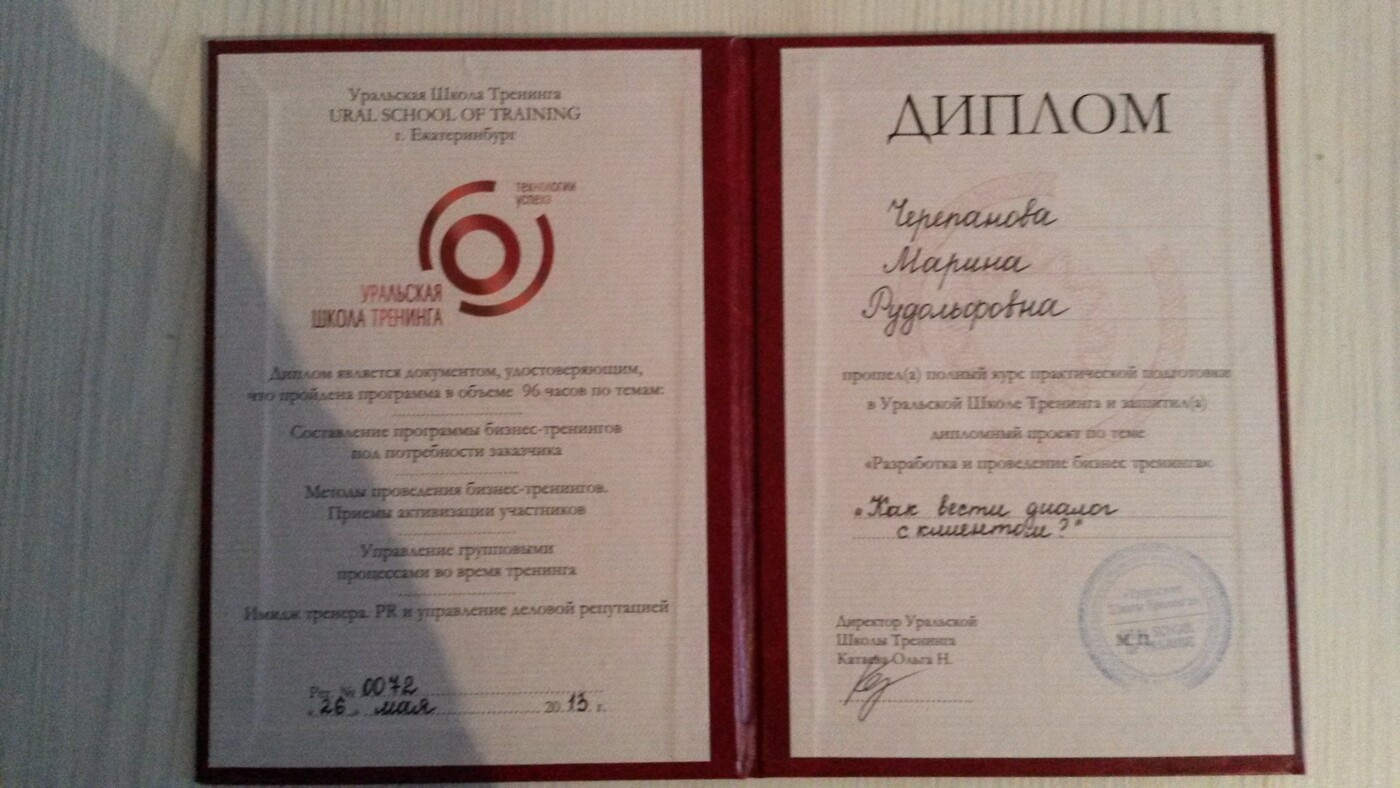 Уральская Школа Тренинга
URAL SCHOOL OF TRAINING
г. Екатеринбург
технологии
успеха
УРАЛЬСКАЯ
ШКОЛА ТРЕНИНГА
Диплом является документом, удостоверяющим,
что пройдена программа в объеме 96 часов по темам:
Составление программы бизнес-тренингов
под потребности заказчика
Методы проведения бизнес-тренингов.
Приемы активизации участников
Управление групповыми
процессами во время тренинга
Имидж тренера. PR и управление деловой репутацией
Рег. № 0072
« 26 » мая 2013 г.
ДИПЛОМ
Черепанова
Марина
Рудольфовна
прошел(а) полный курс практической подготовки
в Уральской Школе Тренинга и защитил(а)
дипломный проект по теме
«Разработка и проведение бизнес тренинга»:
"Как вести диалог
с клиентом?"
Директор Уральской
Школы Тренинга
Катаева Ольга Н.
М.П.